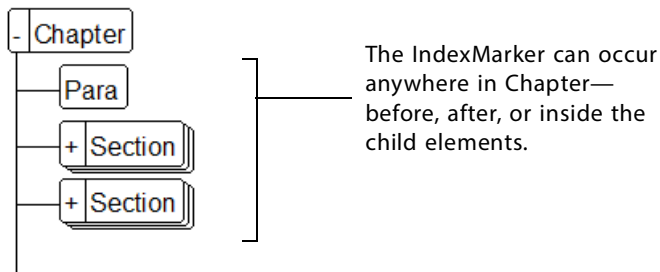 - Chapter
Para
+ Section
+ Section
The IndexMarker can occur
anywhere in Chapter—
before, after, or inside the
child elements.